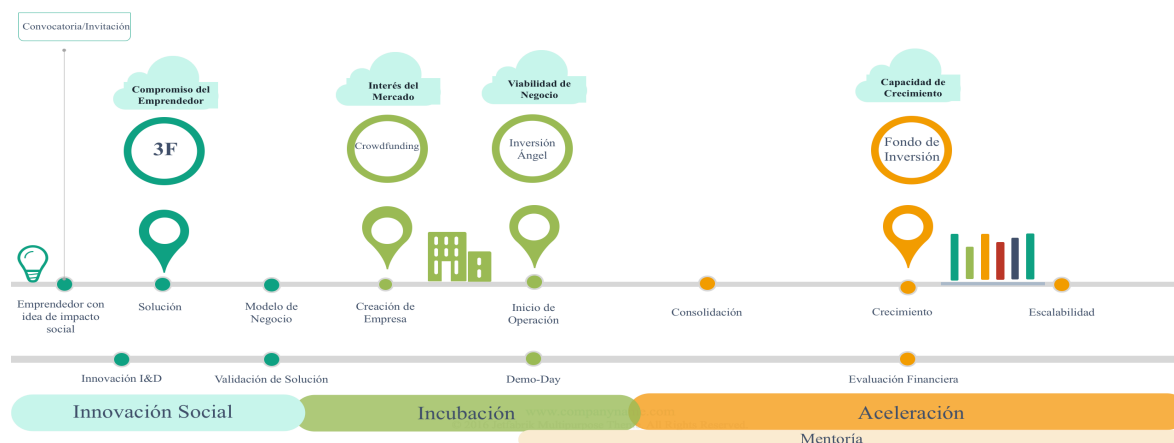 Convocatoria/Invitación
Compromiso del
Emprendedor
Interés del
Mercado
Viabilidad de
Negocio
Capacidad de
Crecimiento
3F
Crowdfunding
Inversión
Ángel
Fondo de
Inversión
Emprendedor con
idea de impacto
social
Solución
Modelo de
Negocio
Creación de
Empresa
Inicio de
Operación
Consolidación
Crecimiento
Escalabilidad
Innovación I&D
Validación de Solución
Demo-Day
Evaluación Financiera
Innovación Social
Incubación
Aceleración
Mentoría